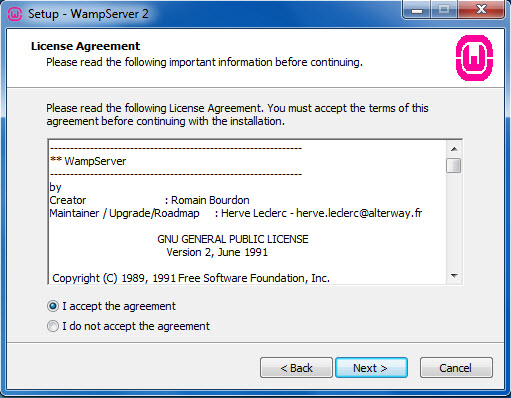 Setup - WampServer 2
License Agreement
Please read the following important information before continuing.
Please read the following License Agreement. You must accept the terms of this
agreement before continuing with the installation.
----------------------------------------------------------------
** WampServer
----------------------------------------------------------------
by
Creator : Romain Bourdon
Maintainer / Upgrade/Roadmap : Herve Leclerc - herve.leclerc@alterway.fr
GNU GENERAL PUBLIC LICENSE
Version 2, June 1991
Copyright (C) 1989, 1991 Free Software Foundation, Inc.
I accept the agreement
I do not accept the agreement
< Back Next > Cancel